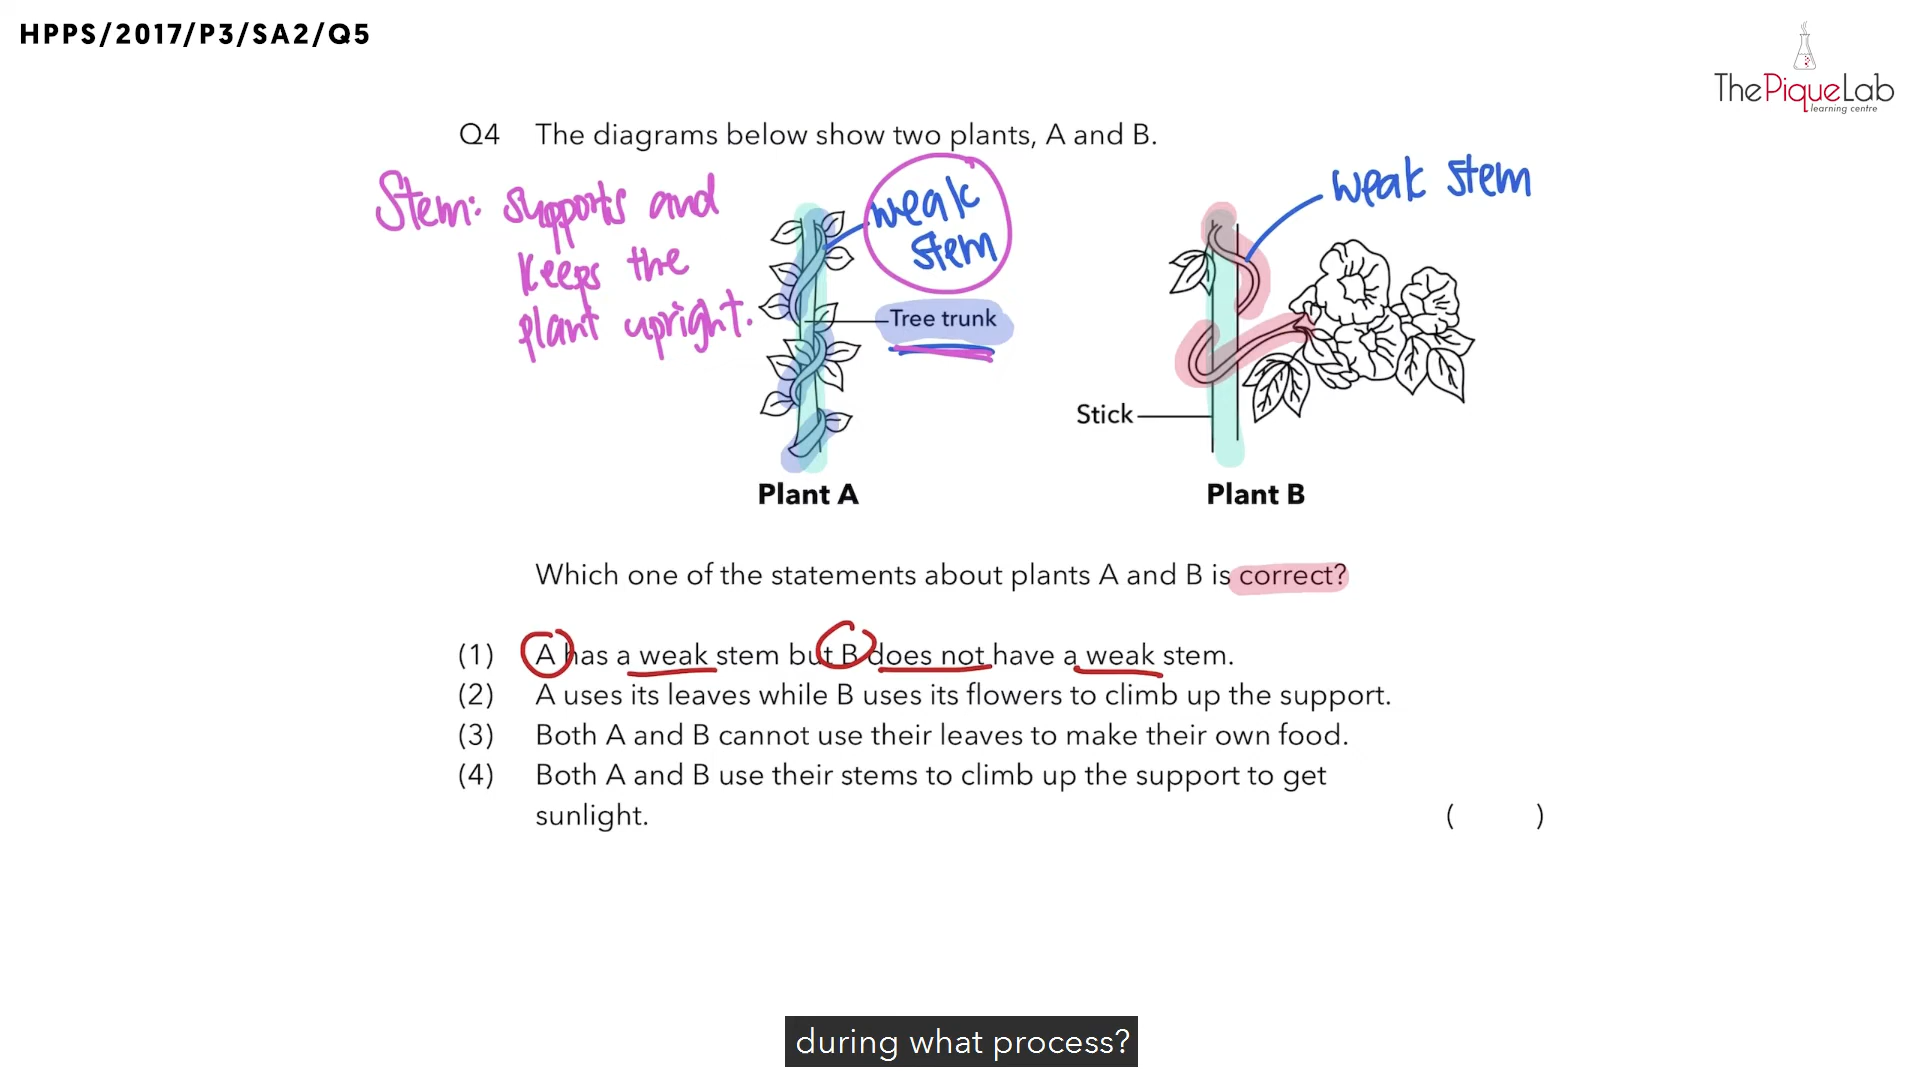 HPPS/2017/P3/SA2/Q5
ThePiqueLab
learning centre
Q4 The diagrams below show two plants, A and B.
Stem: supports and
keeps the
plant upright.
weak
stem
Tree trunk
weak stem
Stick
Plant A
Plant B
Which one of the statements about plants A and B is correct?
(1) A has a weak stem but B does not have a weak stem.
(2) A uses its leaves while B uses its flowers to climb up the support.
(3) Both A and B cannot use their leaves to make their own food.
(4) Both A and B use their stems to climb up the support to get
sunlight. ( )
during what process?